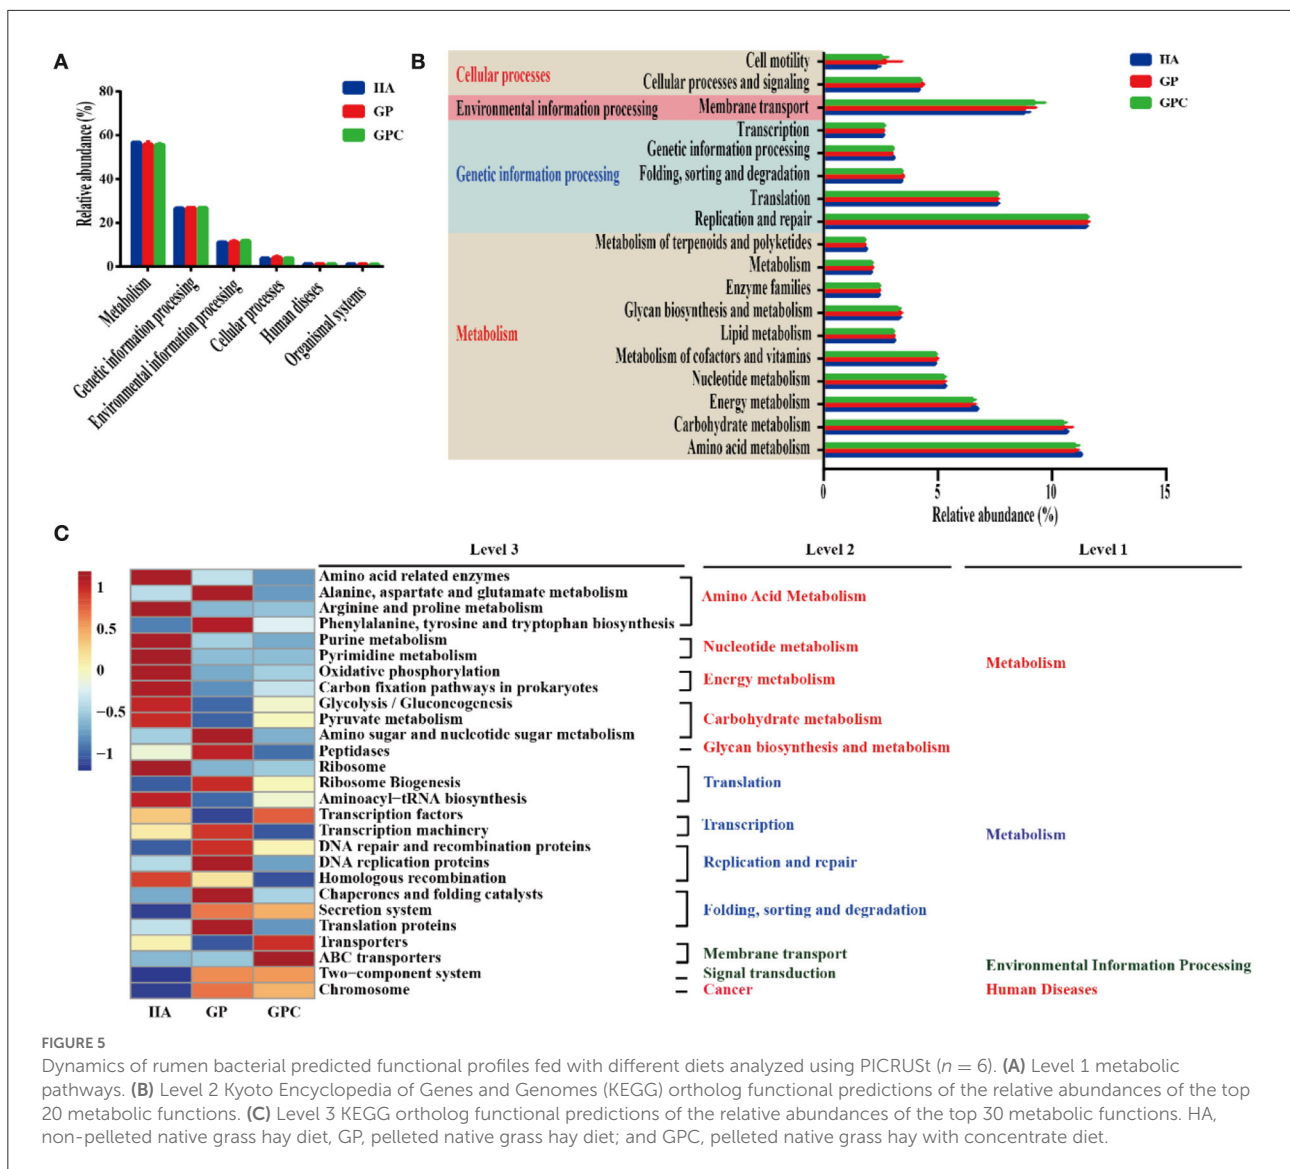 A
IIA
GP
GPC
Relative abundance (%)
80
60
40
20
0
Metabolism
Genetic information processing
Environmental information processing
Cellular processes
Human diseses
Organismal systems
B
HA
GP
GPC
Cellular processes
Environmental information processing
Genetic information processing
Metabolism
Cell motility
Cellular processes and signaling
Membrane transport
Transcription
Genetic information processing
Folding, sorting and degradation
Translation
Replication and repair
Metabolism of terpenoids and polyketides
Metabolism
Enzyme families
Glycan biosynthesis and metabolism
Lipid metabolism
Metabolism of cofactors and vitamins
Nucleotide metabolism
Energy metabolism
Carbohydrate metabolism
Amino acid metabolism
0 5 10 15
Relative abundance (%)
C
Level 3 Level 2 Level 1
1
0
−0.5
−1
Amino acid related enzymes
Alanine, aspartate and glutamate metabolism
Arginine and proline metabolism
Phenylalanine, tyrosine and tryptophan biosynthesis
Purine metabolism
Pyrimidine metabolism
Oxidative phosphorylation
Carbon fixation pathways in prokaryotes
Glycolysis / Gluconcogenesis
Pyruvate metabolism
Amino sugar and nucleotide sugar metabolism
Peptidases
Ribosome
Ribosome Biogenesis
Aminoacyl−tRNA biosynthesis
Transcription factors
Transcription machinery
DNA repair and recombination proteins
DNA replication proteins
Homologous recombination
Chaperones and folding catalysts
Secretion system
Translation proteins
Transporters
ABC transporters
Two−component system
Chromosome
IIA GP GPC
Amino Acid Metabolism
Nucleotide metabolism
Energy metabolism
Carbohydrate metabolism
Glycan biosynthesis and metabolism
Translation
Transcription
Replication and repair
Folding, sorting and degradation
Membrane transport
Signal transduction
Cancer
Metabolism
Metabolism
Environmental Information Processing
Human Diseases
FIGURE 5
Dynamics of rumen bacterial predicted functional profiles fed with different diets analyzed using PICRUSt (n = 6). (A) Level 1 metabolic
pathways. (B) Level 2 Kyoto Encyclopedia of Genes and Genomes (KEGG) ortholog functional predictions of the relative abundances of the top
20 metabolic functions. (C) Level 3 KEGG ortholog functional predictions of the relative abundances of the top 30 metabolic functions. HA,
non-pelleted native grass hay diet, GP, pelleted native grass hay diet; and GPC, pelleted native grass hay with concentrate diet.